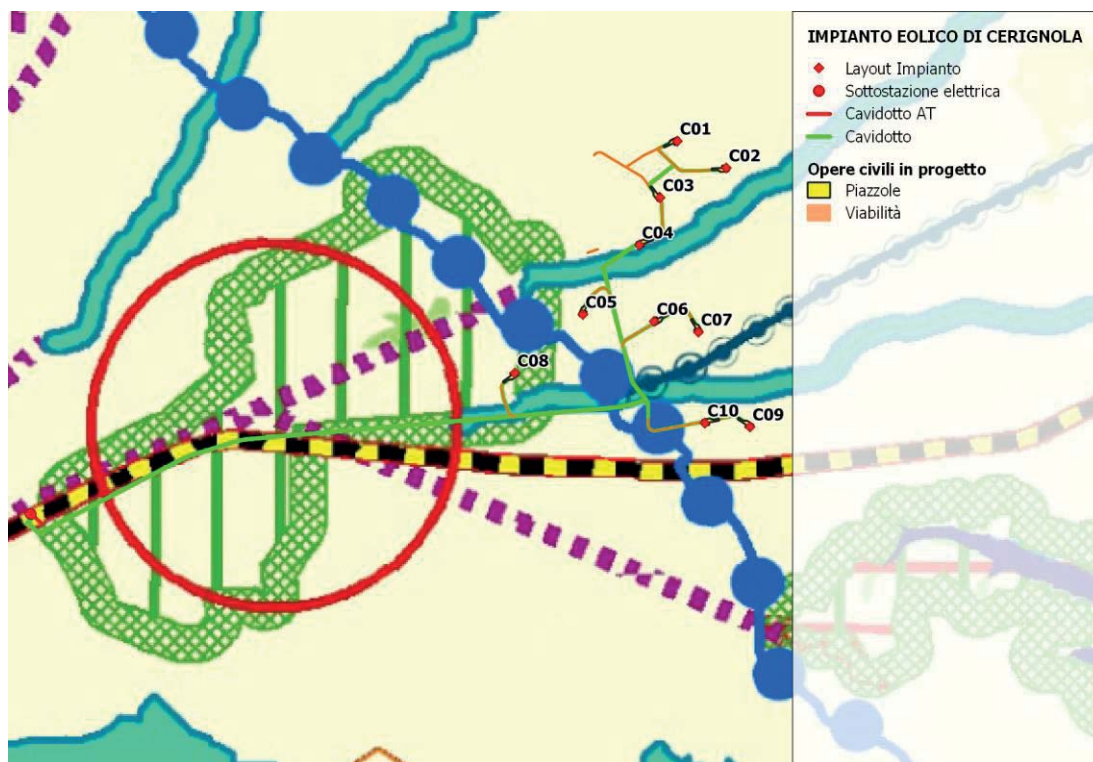 IMPIANTO EOLICO DI CERIGNOLA
Layout Impianto
Sottostazione elettrica
Cavidotto AT
Cavidotto
Opere civili in progetto
Piazzole
Viabilità
C01
C02
C03
C04
C05
C06
C07
C08
C10
C09